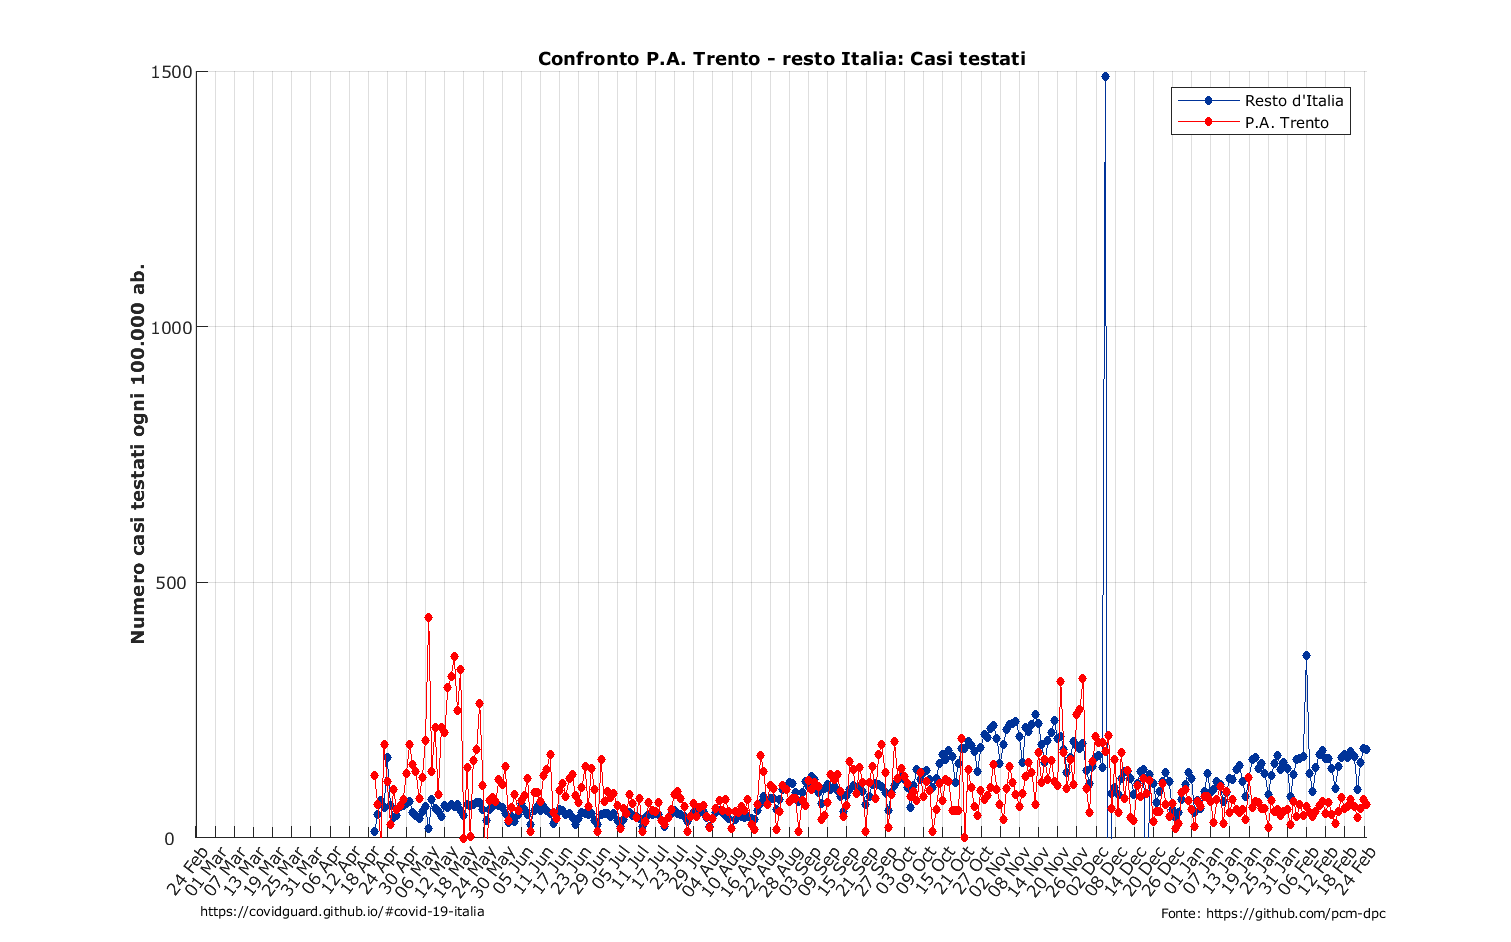 Confronto P.A. Trento - resto Italia: Casi testati
Numero casi testati ogni 100.000 ab.
1500
1000
500
0
Resto d'Italia
P.A. Trento
24 Feb
01 Mar
07 Mar
13 Mar
19 Mar
25 Mar
31 Mar
06 Apr
12 Apr
18 Apr
24 Apr
30 Apr
06 May
12 May
18 May
24 May
30 May
05 Jun
11 Jun
17 Jun
23 Jun
29 Jun
05 Jul
11 Jul
17 Jul
23 Jul
29 Jul
04 Aug
10 Aug
16 Aug
22 Aug
28 Aug
03 Sep
09 Sep
15 Sep
21 Sep
27 Sep
03 Oct
09 Oct
15 Oct
21 Oct
27 Oct
02 Nov
08 Nov
14 Nov
20 Nov
26 Nov
02 Dec
08 Dec
14 Dec
20 Dec
26 Dec
01 Jan
07 Jan
13 Jan
19 Jan
25 Jan
31 Jan
06 Feb
12 Feb
18 Feb
24 Feb
https://covidguard.github.io/#covid-19-italia
Fonte: https://github.com/pcm-dpc